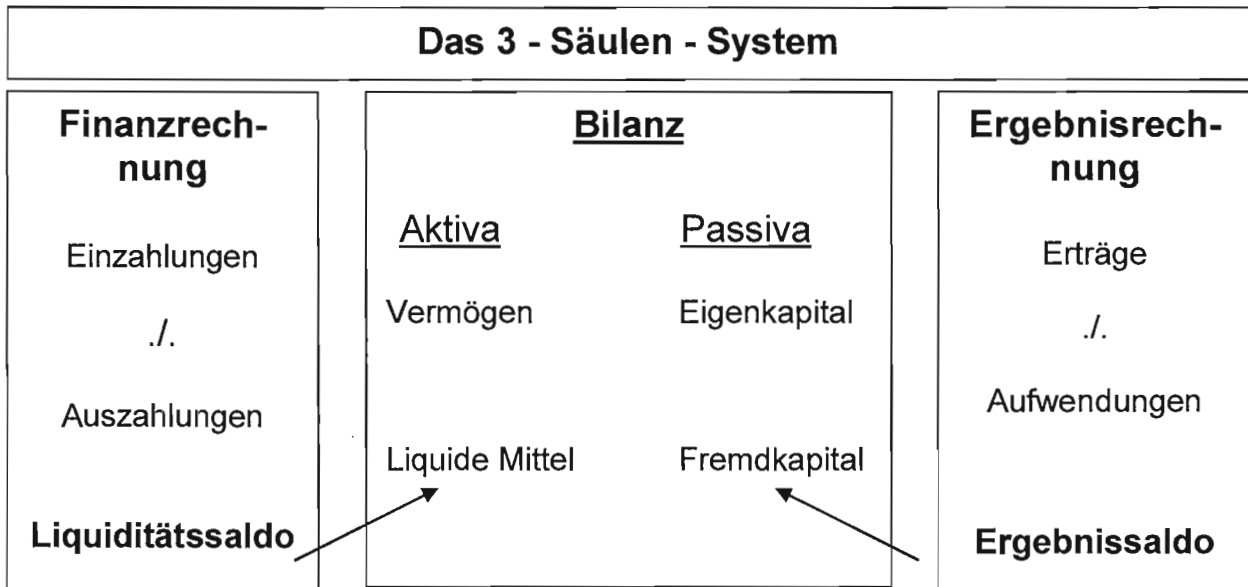 Das 3 - Säulen - System
Finanzrech-
nung
Einzahlungen
./.
Auszahlungen
Liquiditätssaldo
Bilanz
Aktiva
Passiva
Vermögen
Eigenkapital
Liquide Mittel
Fremdkapital
Ergebnisrech-
nung
Erträge
./.
Aufwendungen
Ergebnissaldo